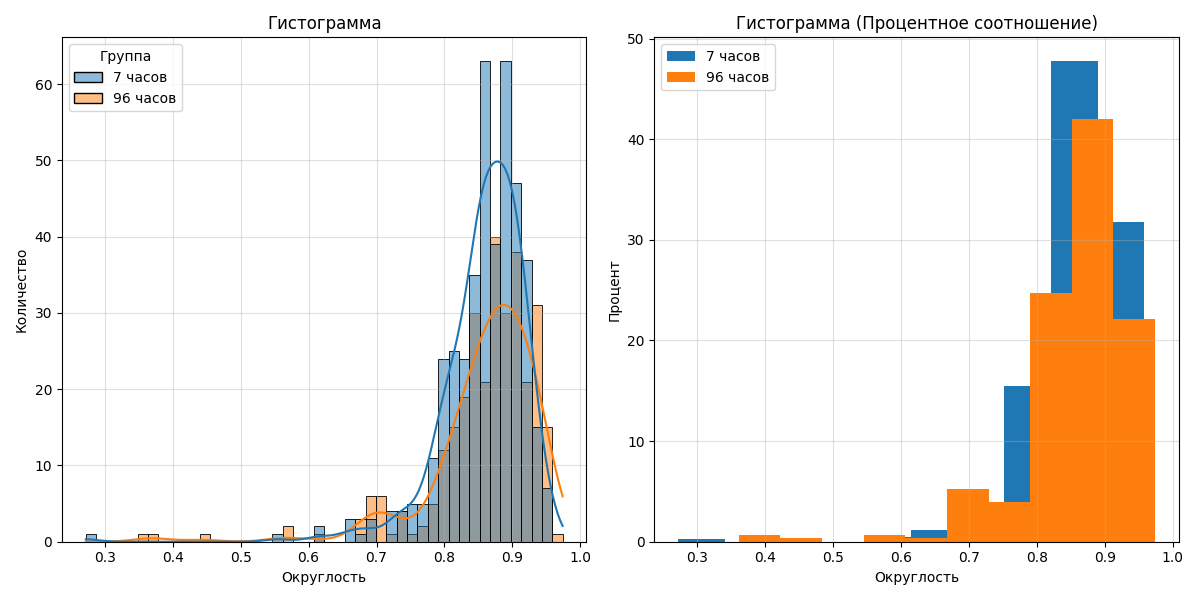 Гистограмма
Группа
7 часов
96 часов
Количество
60
50
40
30
20
10
0
0.3 0.4 0.5 0.6 0.7 0.8 0.9 1.0
Округлость
Гистограмма (Процентное соотношение)
7 часов
96 часов
Процент
50
40
30
20
10
0
0.3 0.4 0.5 0.6 0.7 0.8 0.9 1.0
Округлость